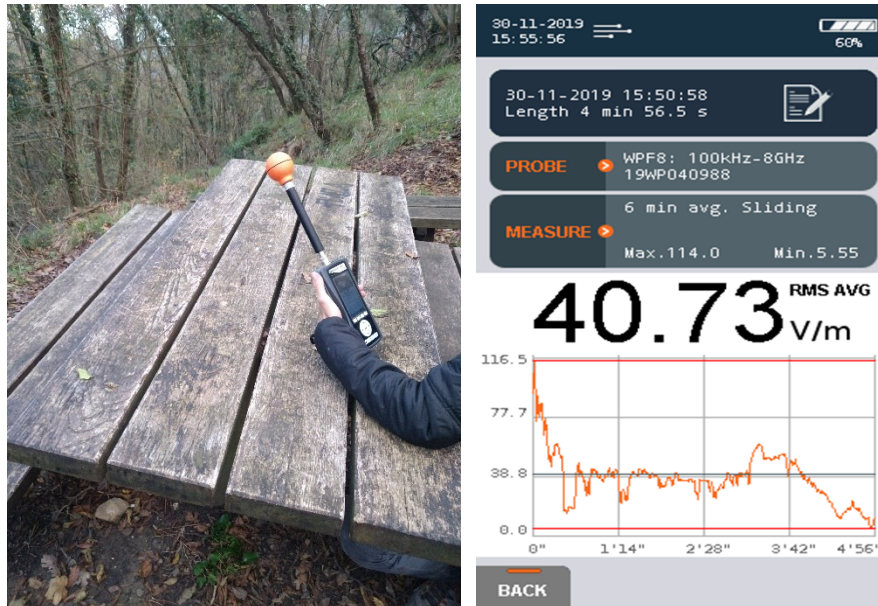 30-11-2019
15:55:56
60%
30-11-2019 15:50:58
Length 4 min 56.5 s
PROBE
WPF8: 100kHz-8GHz
19WP040988
MEASURE
6 min avg. Sliding
Max.114.0 Min.5.55
40.73 RMS AVG
V/m
116.5
77.7
38.8
0.0
0" 1'14" 2'28" 3'42" 4'56"
BACK